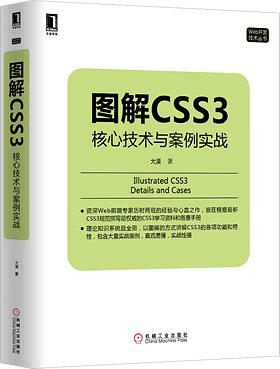 Web开发
技术丛书
图解CSS3
核心技术与案例实战
大漠 著
Illustrated CSS3
Details and Cases
资深Web前端专家历时两载的经验与心血之作，旨在根据最新
CSS3规范撰写最权威的CSS3学习资料和备查手册
理论知识系统且全面，以图解的方式讲解CSS3的各项功能和特
性，包含大量实战案例，直观易懂，实战性强
机械工业出版社
China Machine Press
图解CSS3
核心技术与案例实战
大漠 著
机械工业出版社